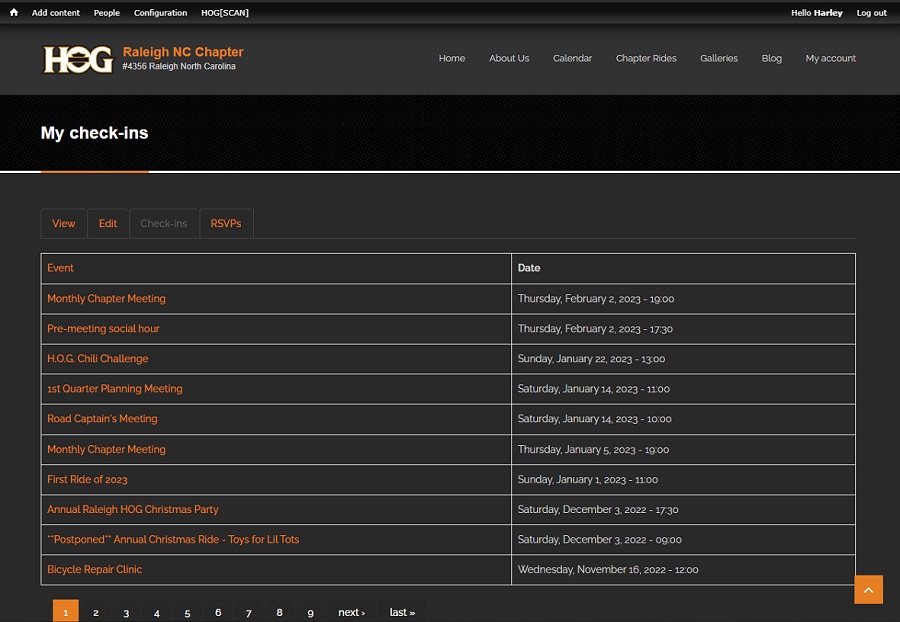 Add content People Configuration HOG[SCAN] Hello Harley Log out
HOG Raleigh NC Chapter
#4356 Raleigh North Carolina
Home About Us Calendar Chapter Rides Galleries Blog My account
My check-ins
View Edit Check-ins RSVPs
Event Date
Monthly Chapter Meeting Thursday, February 2, 2023 - 19:00
Pre-meeting social hour Thursday, February 2, 2023 - 17:30
H.O.G. Chili Challenge Sunday, January 22, 2023 - 13:00
1st Quarter Planning Meeting Saturday, January 14, 2023 - 11:00
Road Captain's Meeting Saturday, January 14, 2023 - 10:00
Monthly Chapter Meeting Thursday, January 5, 2023 - 19:00
First Ride of 2023 Sunday, January 1, 2023 - 11:00
Annual Raleigh HOG Christmas Party Saturday, December 3, 2022 - 17:30
**Postponed** Annual Christmas Ride - Toys for Lil Tots Saturday, December 3, 2022 - 09:00
Bicycle Repair Clinic Wednesday, November 16, 2022 - 12:00
1 2 3 4 5 6 7 8 9 next › last »